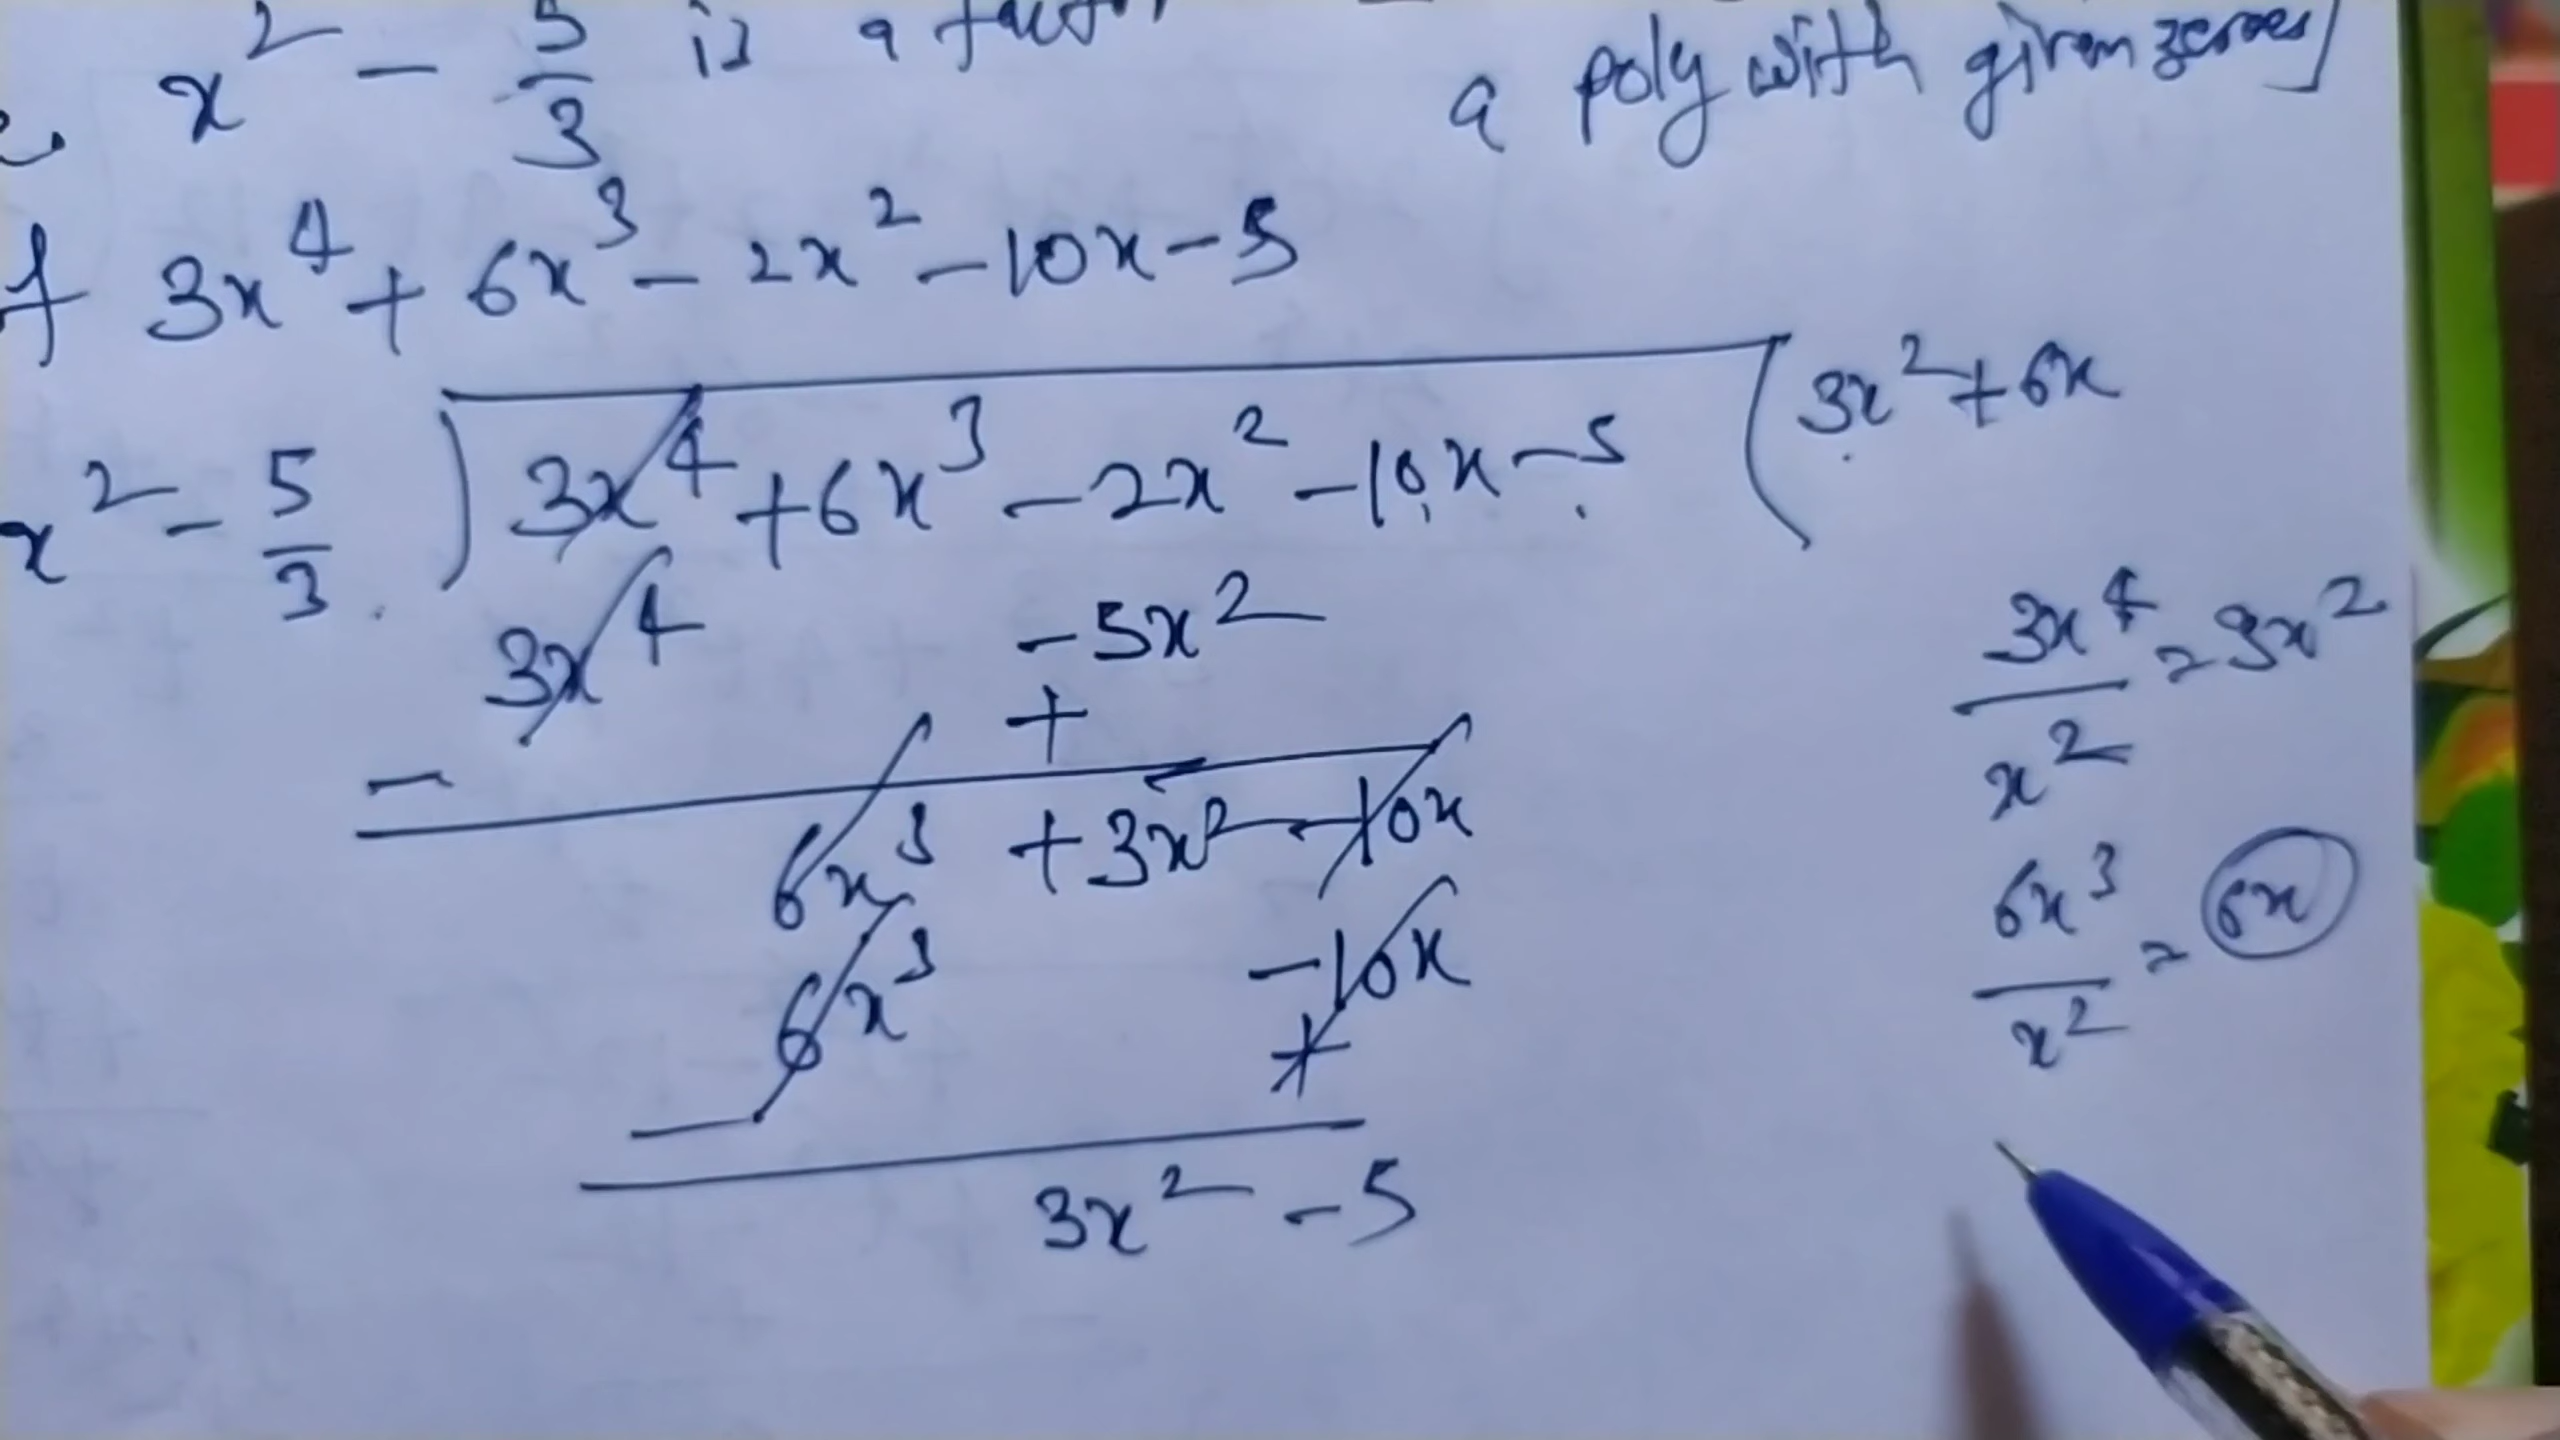 x² - 5/3 is a factor
a poly with given zeroes]
of 3x⁴ + 6x³ - 2x² - 10x - 5
x² - 5/3 ) 3x⁴ + 6x³ - 2x² - 10x - 5 ( 3x² + 6x
3x⁴ - 5x²
- +
6x³ + 3x² - 10x
6x³ - 10x
- +
3x² - 5
3x⁴/x² = 3x²
6x³/x² = 6x